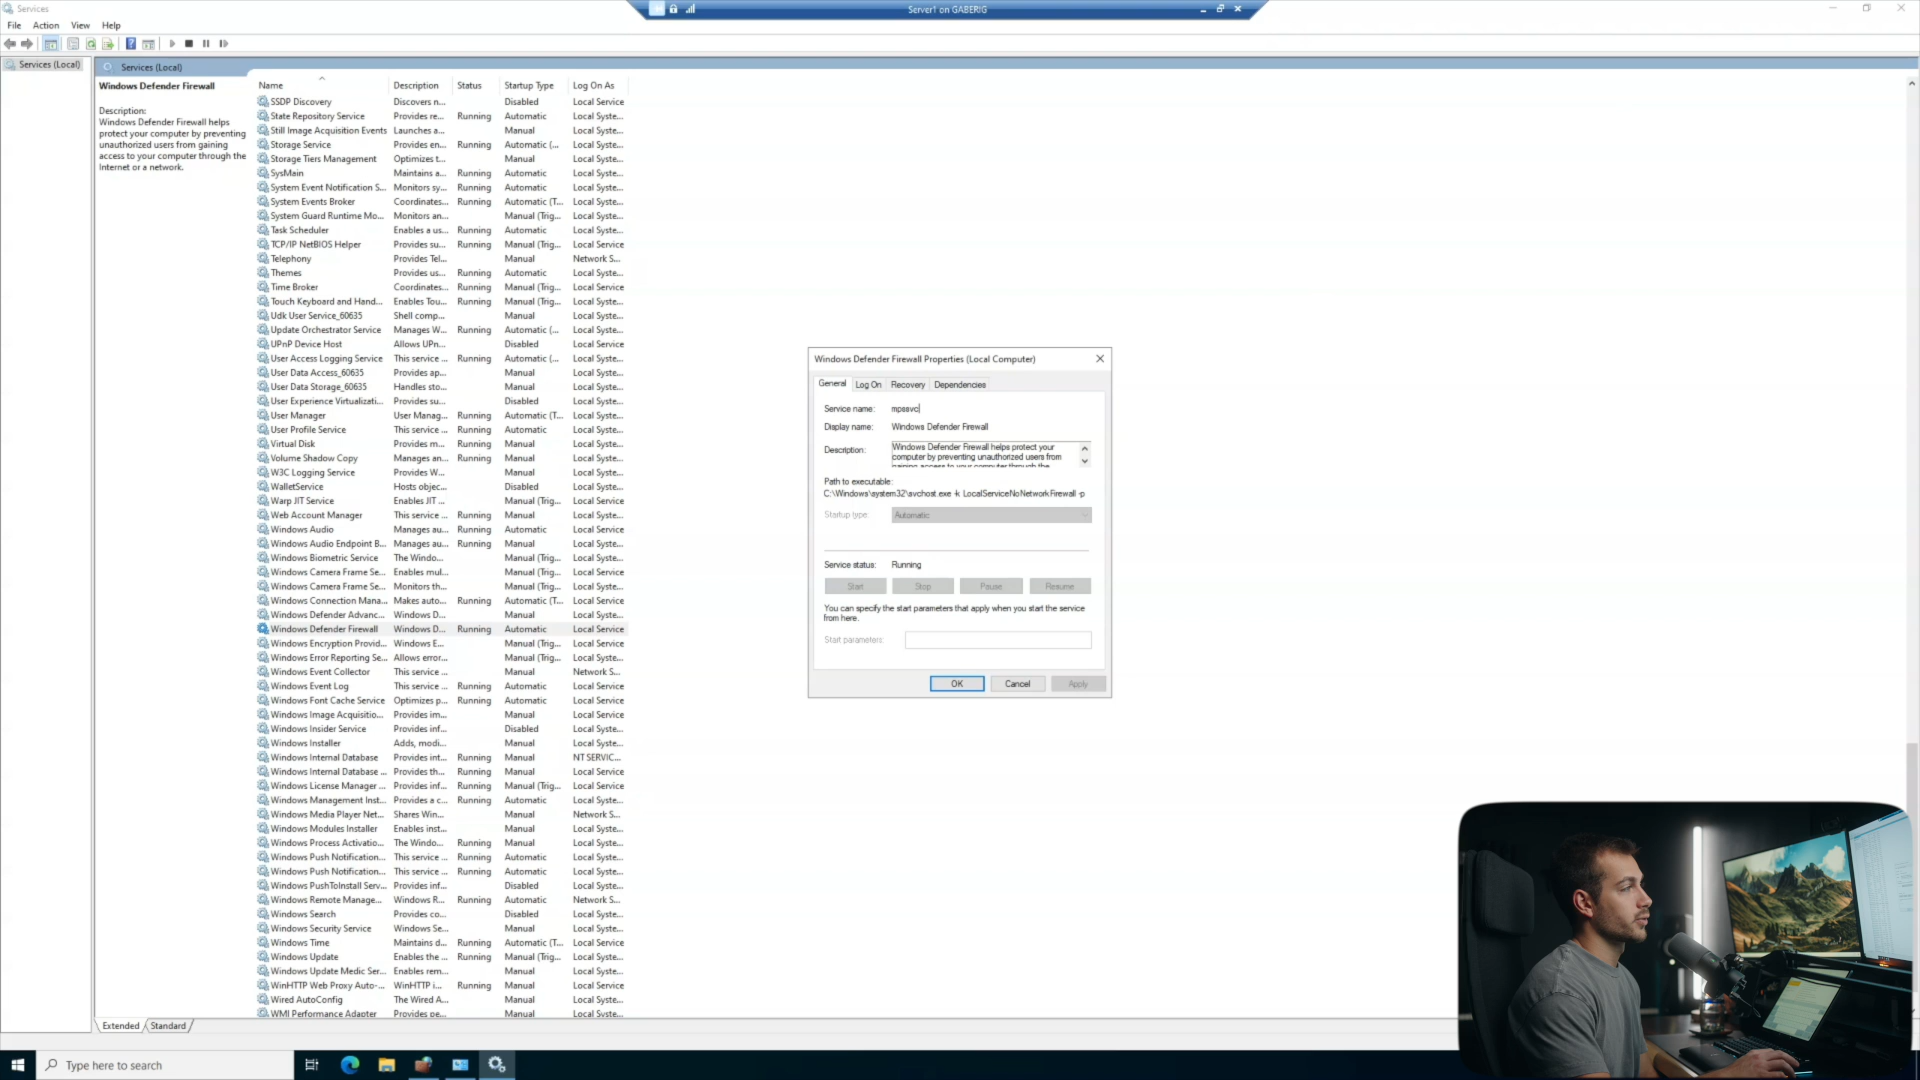 Services
Server1 on GABERIG
File Action View Help
Services (Local)
Services (Local)
Windows Defender Firewall
Description:
Windows Defender Firewall helps
protect your computer by preventing
unauthorized users from gaining
access to your computer through the
Internet or a network.
Name Description Status Startup Type Log On As
SSDP Discovery Discovers n... Disabled Local Service
State Repository Service Provides re... Running Automatic Local Syste...
Still Image Acquisition Events Launches a... Manual Local Syste...
Storage Service Provides en... Running Automatic (... Local Syste...
Storage Tiers Management Optimizes t... Manual Local Syste...
SysMain Maintains a... Running Automatic Local Syste...
System Event Notification S... Monitors sy... Running Automatic Local Syste...
System Events Broker Coordinates... Running Automatic (T... Local Syste...
System Guard Runtime Mo... Monitors an... Manual (Trig... Local Syste...
Task Scheduler Enables a us... Running Automatic Local Syste...
TCP/IP NetBIOS Helper Provides su... Running Manual (Trig... Local Service
Telephony Provides Tel... Manual Network S...
Themes Provides us... Running Automatic Local Syste...
Time Broker Coordinates... Running Manual (Trig... Local Service
Touch Keyboard and Hand... Enables Tou... Running Manual (Trig... Local Syste...
Udk User Service_60635 Shell comp... Manual Local Syste...
Update Orchestrator Service Manages W... Running Automatic (... Local Syste...
UPnP Device Host Allows UPn... Disabled Local Service
User Access Logging Service This service ... Running Automatic (... Local Syste...
User Data Access_60635 Provides ap... Manual Local Syste...
User Data Storage_60635 Handles sto... Manual Local Syste...
User Experience Virtualizati... Provides su... Disabled Local Syste...
User Manager User Manag... Running Automatic (T... Local Syste...
User Profile Service This service ... Running Automatic Local Syste...
Virtual Disk Provides m... Running Manual Local Syste...
Volume Shadow Copy Manages an... Running Manual Local Syste...
W3C Logging Service Provides W... Manual Local Syste...
WalletService Hosts objec... Disabled Local Syste...
Warp JIT Service Enables JIT ... Manual (Trig... Local Service
Web Account Manager This service ... Running Manual Local Syste...
Windows Audio Manages au... Running Automatic Local Service
Windows Audio Endpoint B... Manages au... Running Manual Local Syste...
Windows Biometric Service The Windo... Manual (Trig... Local Syste...
Windows Camera Frame Se... Enables mul... Manual (Trig... Local Syste...
Windows Camera Frame Se... Monitors th... Manual (Trig... Local Syste...
Windows Connection Mana... Makes auto... Running Automatic (T... Local Service
Windows Defender Advanc... Windows D... Manual Local Syste...
Windows Defender Firewall Windows D... Running Automatic Local Service
Windows Encryption Provid... Windows E... Manual (Trig... Local Service
Windows Error Reporting Se... Allows error... Manual (Trig... Local Syste...
Windows Event Collector This service ... Manual Network S...
Windows Event Log This service ... Running Automatic Local Service
Windows Font Cache Service Optimizes p... Running Automatic Local Service
Windows Image Acquisitio... Provides im... Manual Local Service
Windows Insider Service Provides inf... Disabled Local Syste...
Windows Installer Adds, modi... Manual Local Syste...
Windows Internal Database Provides int... Running Manual NT SERVIC...
Windows Internal Database ... Provides th... Running Manual Local Service
Windows License Manager ... Provides inf... Running Manual (Trig... Local Service
Windows Management Inst... Provides a c... Running Automatic Local Syste...
Windows Media Player Net... Shares Win... Manual Network S...
Windows Modules Installer Enables inst... Manual Local Syste...
Windows Process Activatio... The Windo... Running Manual Local Syste...
Windows Push Notification... This service ... Running Automatic Local Syste...
Windows Push Notification... This service ... Running Automatic Local Syste...
Windows PushToInstall Serv... Provides inf... Disabled Local Syste...
Windows Remote Manage... Windows R... Running Automatic Network S...
Windows Search Provides co... Disabled Local Syste...
Windows Security Service Windows Se... Manual Local Syste...
Windows Time Maintains d... Running Automatic (T... Local Service
Windows Update Enables the ... Running Manual (Trig... Local Syste...
Windows Update Medic Ser... Enables rem... Manual Local Syste...
WinHTTP Web Proxy Auto-... WinHTTP i... Running Manual Local Service
Wired AutoConfig The Wired A... Manual Local Syste...
WMI Performance Adapter Provides pe... Manual Local Syste...
Windows Defender Firewall Properties (Local Computer)
General Log On Recovery Dependencies
Service name: mpssvc
Display name: Windows Defender Firewall
Description: Windows Defender Firewall helps protect your
computer by preventing unauthorized users from
gaining access to your computer through the
Path to executable:
C:\Windows\system32\svchost.exe -k LocalServiceNoNetworkFirewall -p
Startup type: Automatic
Service status: Running
Start Stop Pause Resume
You can specify the start parameters that apply when you start the service
from here.
Start parameters:
OK Cancel Apply
Extended Standard
Type here to search